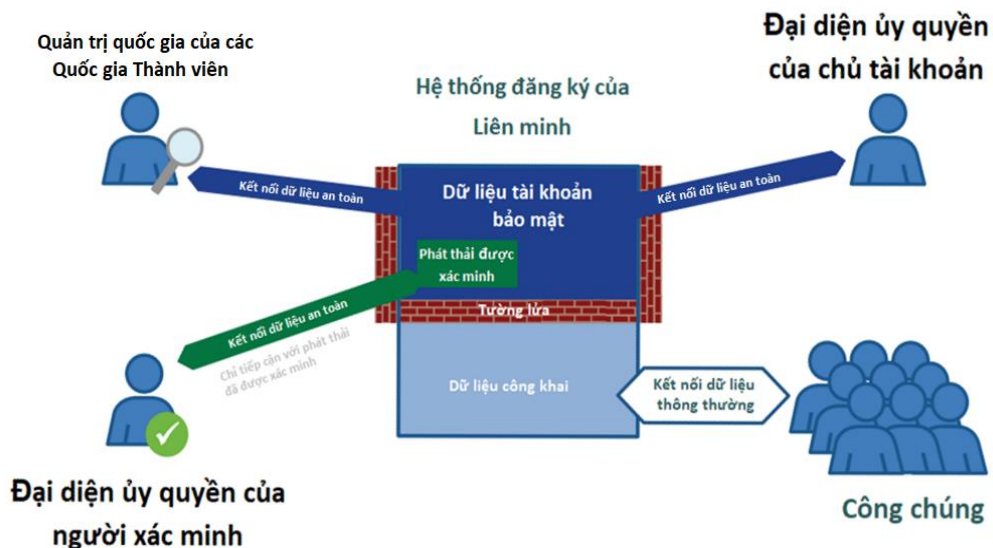 Quản trị quốc gia của các
Quốc gia Thành viên
Đại diện ủy quyền
của chủ tài khoản
Hệ thống đăng ký của
Liên minh
Kết nối dữ liệu an toàn
Dữ liệu tài khoản
bảo mật
Kết nối dữ liệu an toàn
Phát thải được
xác minh
Kết nối dữ liệu an toàn
Chỉ tiếp cận với phát thải
đã được xác minh
Tường lửa
Dữ liệu công khai
Kết nối dữ liệu
thông thường
Đại diện ủy quyền của
người xác minh
Công chúng